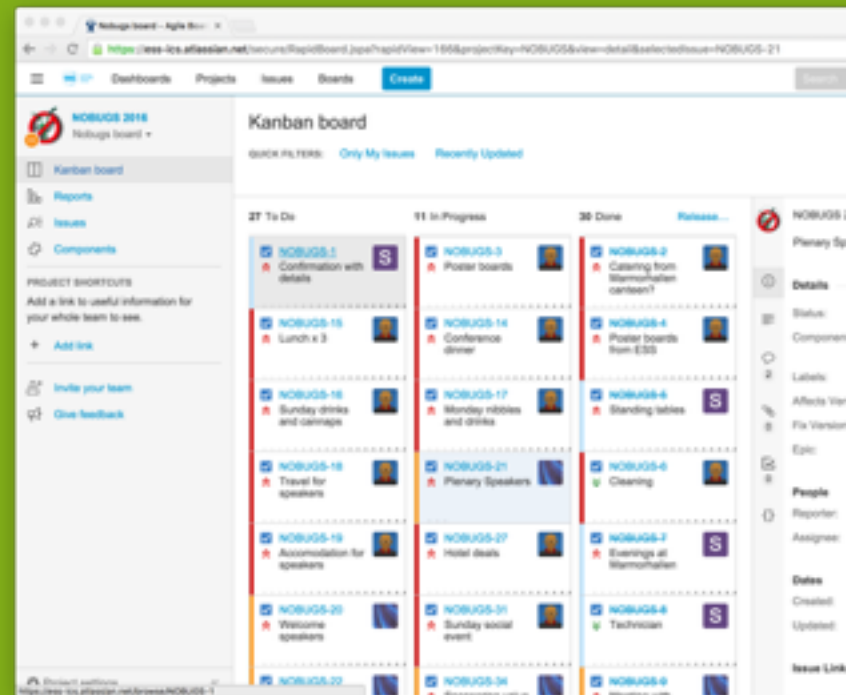 Nobugs board - Agile Boar
https://ess-ics.atlassian.net/secure/RapidBoard.jspa?rapidView=166&projectKey=NOBUGS&view=detail&selectedIssue=NOBUGS-21
Dashboards Projects Issues Boards Create Search
NOBUGS 2016
Nobugs board
Kanban board
Reports
Issues
Components
PROJECT SHORTCUTS
Add a link to useful information for
your whole team to see.
+ Add link
Invite your team
Give feedback
Project settings
https://ess-ics.atlassian.net/browse/NOBUGS-1
Kanban board
QUICK FILTERS: Only My Issues Recently Updated
27 To Do
NOBUGS-1
Confirmation with
details
S
NOBUGS-15
Lunch x 3
NOBUGS-16
Sunday drinks
and cannaps
NOBUGS-18
Travel for
speakers
NOBUGS-19
Accomodation for
speakers
NOBUGS-20
Welcome
speakers
NOBUGS-22
11 In Progress
NOBUGS-3
Poster boards
NOBUGS-14
Conference
dinner
NOBUGS-17
Monday nibbles
and drinks
NOBUGS-21
Plenary Speakers
NOBUGS-27
Hotel deals
NOBUGS-31
Sunday social
event
NOBUGS-34
30 Done Release...
NOBUGS-2
Catering from
Marmorhallen
canteen?
NOBUGS-4
Poster boards
from ESS
NOBUGS-5
Standing tables
S
NOBUGS-6
Cleaning
NOBUGS-7
Evenings at
Marmorhallen
S
NOBUGS-8
Technician
S
NOBUGS-9
Meeting with
NOBUGS 2
Plenary Sp
Details
Status:
Componen
Labels:
Affects Ver
Fix Version
Epic:
People
Reporter:
Assignee:
Dates
Created:
Updated:
Issue Link